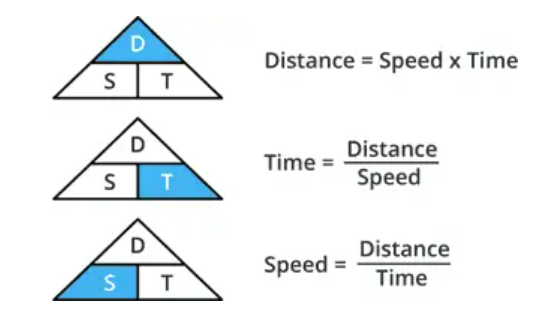 D
S T
Distance = Speed x Time
D
S T
Time = Distance
Speed
D
S T
Speed = Distance
Time